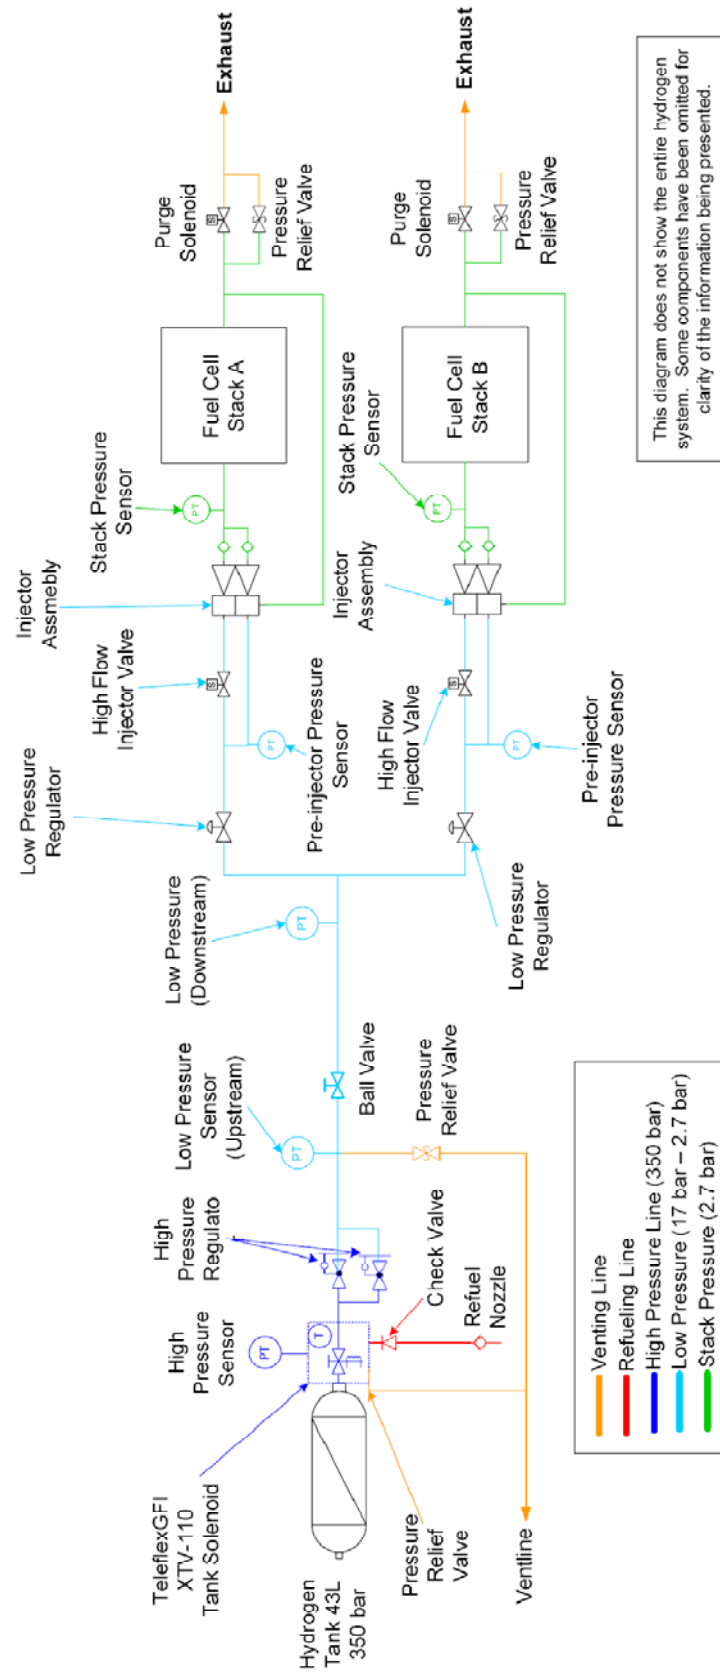 TeleflexGFI
XTV-110
Tank Solenoid
Hydrogen
Tank 43L
350 bar
High
Pressure
Sensor
PT
T
High
Pressure
Regulato
Low Pressure
Sensor
(Upstream)
PT
Pressure
Relief
Valve
Refuel
Nozzle
Check Valve
Pressure
Relief Valve
Ventline
Ball Valve
Low Pressure
(Downstream)
PT
Low Pressure
Regulator
High Flow
Injector Valve
S
Pre-injector Pressure
Sensor
PT
Injector
Assmebly
Stack Pressure
Sensor
PT
Fuel Cell
Stack A
Purge
Solenoid
S
Pressure
Relief Valve
Exhaust
Low Pressure
Regulator
High Flow
Injector Valve
S
Pre-injector
Pressure Sensor
PT
Injector
Assembly
Stack Pressure
Sensor
PT
Fuel Cell
Stack B
Purge
Solenoid
S
Pressure
Relief Valve
Exhaust
Venting Line
Refueling Line
High Pressure Line (350 bar)
Low Pressure (17 bar – 2.7 bar)
Stack Pressure (2.7 bar)
This diagram does not show the entire hydrogen
system. Some components have been omitted for
clarity of the information being presented.